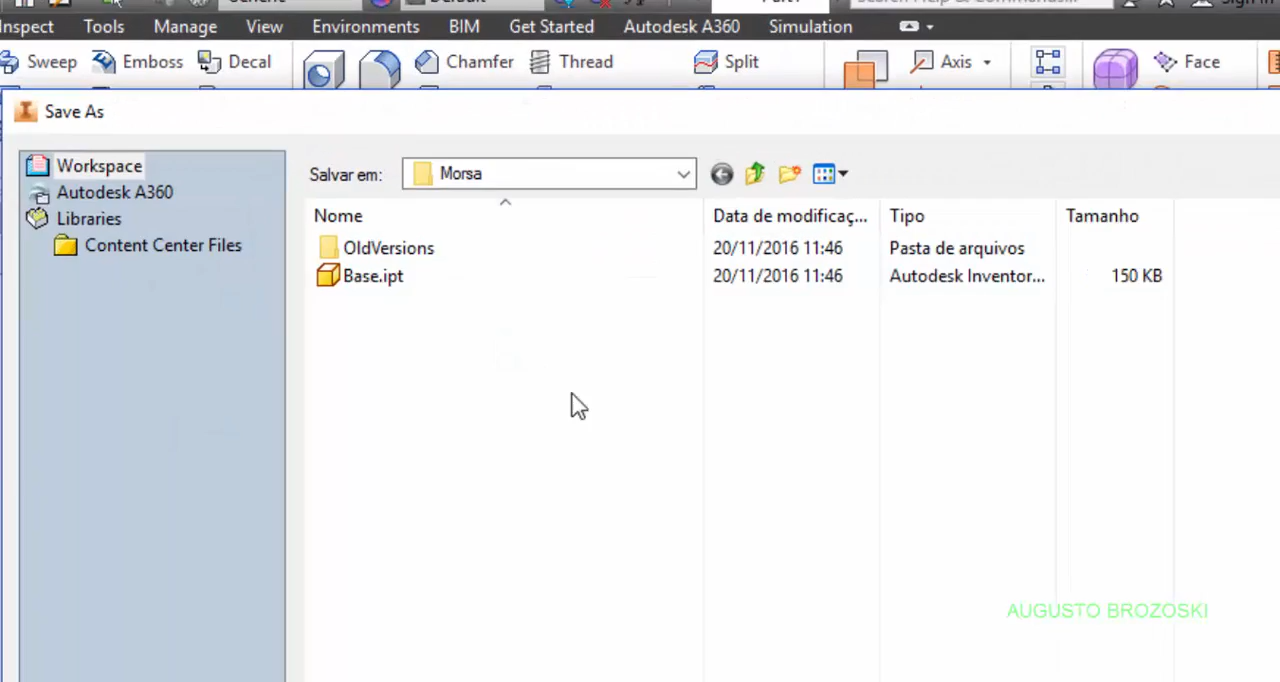 Inspect Tools Manage View Environments BIM Get Started Autodesk A360 Simulation
Sweep Emboss Decal Chamfer Thread Split Axis Face
Save As
Workspace
Autodesk A360
Libraries
Content Center Files
Salvar em: Morsa
Nome Data de modificaç... Tipo Tamanho
OldVersions 20/11/2016 11:46 Pasta de arquivos
Base.ipt 20/11/2016 11:46 Autodesk Inventor... 150 KB
AUGUSTO BROZOSKI